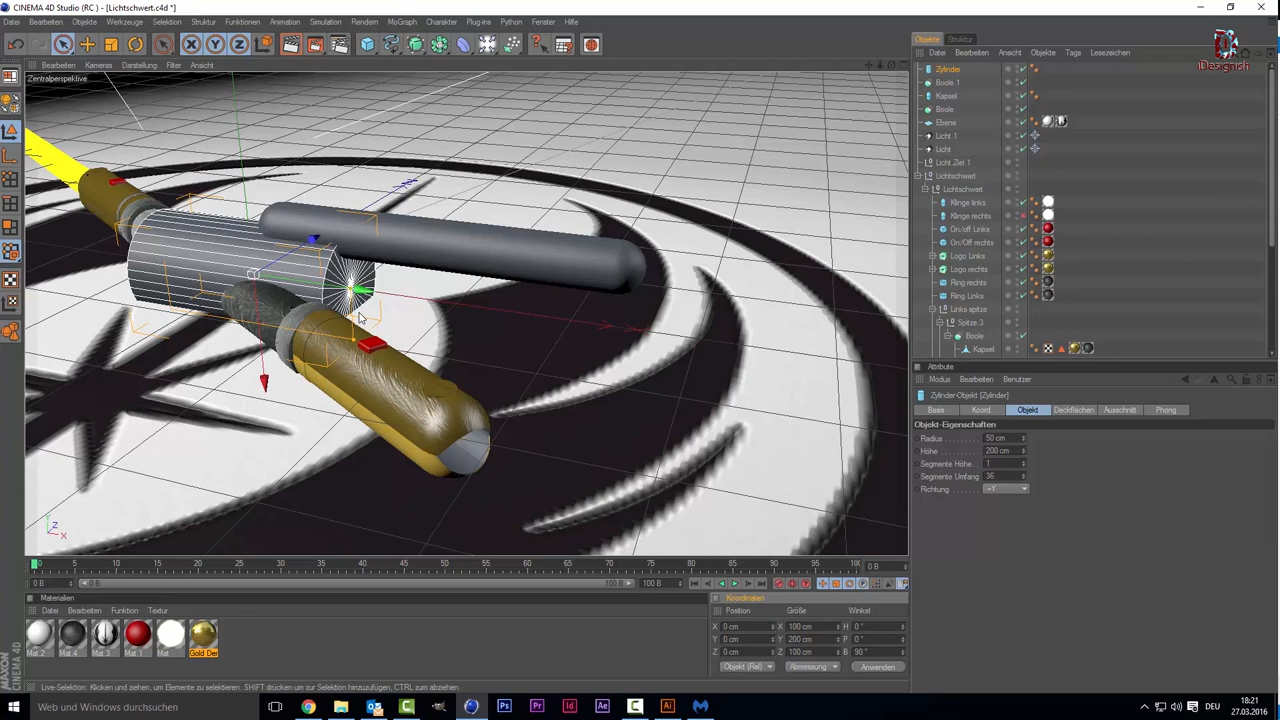 CINEMA 4D Studio (RC ) - [Lichtschwert.c4d *]
Datei Bearbeiten Objekte Werkzeuge Selektion Struktur Funktionen Animation Simulation Rendern MoGraph Charakter Plug-ins Python Fenster Hilfe
Bearbeiten Kameras Darstellung Filter Ansicht
Zentralperspektive
Objekte Struktur
Datei Bearbeiten Ansicht Objekte Tags Lesezeichen
iDesignish
Zylinder
Boole.1
Kapsel
Boole
Ebene
Licht.1
Licht
Licht.Ziel.1
Lichtschwert
Lichtschwert
Klinge links
Klinge rechts
On/off Links
On/Off rechts
Logo Links
Logo rechts
Ring rechts
Ring Links
Links spitze
Spitze.3
Boole
Kapsel
Attribute
Modus Bearbeiten Benutzer
Zylinder-Objekt [Zylinder]
Basis Koord. Objekt Deckflächen Ausschnitt Phong
Objekt-Eigenschaften
Radius 50 cm
Höhe 200 cm
Segmente Höhe 1
Segmente Umfang 36
Richtung +Y
Y
Z
X
0 5 10 15 20 25 30 35 40 45 50 55 60 65 70 75 80 85 90 95 100 0 B
0 B 0 B 100 B 100 B
Materialien
Datei Bearbeiten Funktion Textur
Mat 2 Mat 4 Mat 3 Mat 1 Mat Gold Der
Koordinaten
Position Größe Winkel
X 0 cm X 100 cm H 0 °
Y 0 cm Y 200 cm P 0 °
Z 0 cm Z 100 cm B 90 °
Objekt (Rel) Abmessung Anwenden
MAXON CINEMA 4D
Live-Selektion: Klicken und ziehen, um Elemente zu selektieren. SHIFT drücken um zur Selektion hinzuzufügen, CTRL zum abziehen.
Web und Windows durchsuchen
Ps Pr Id Ae Ai
DEU
18:21
27.03.2016